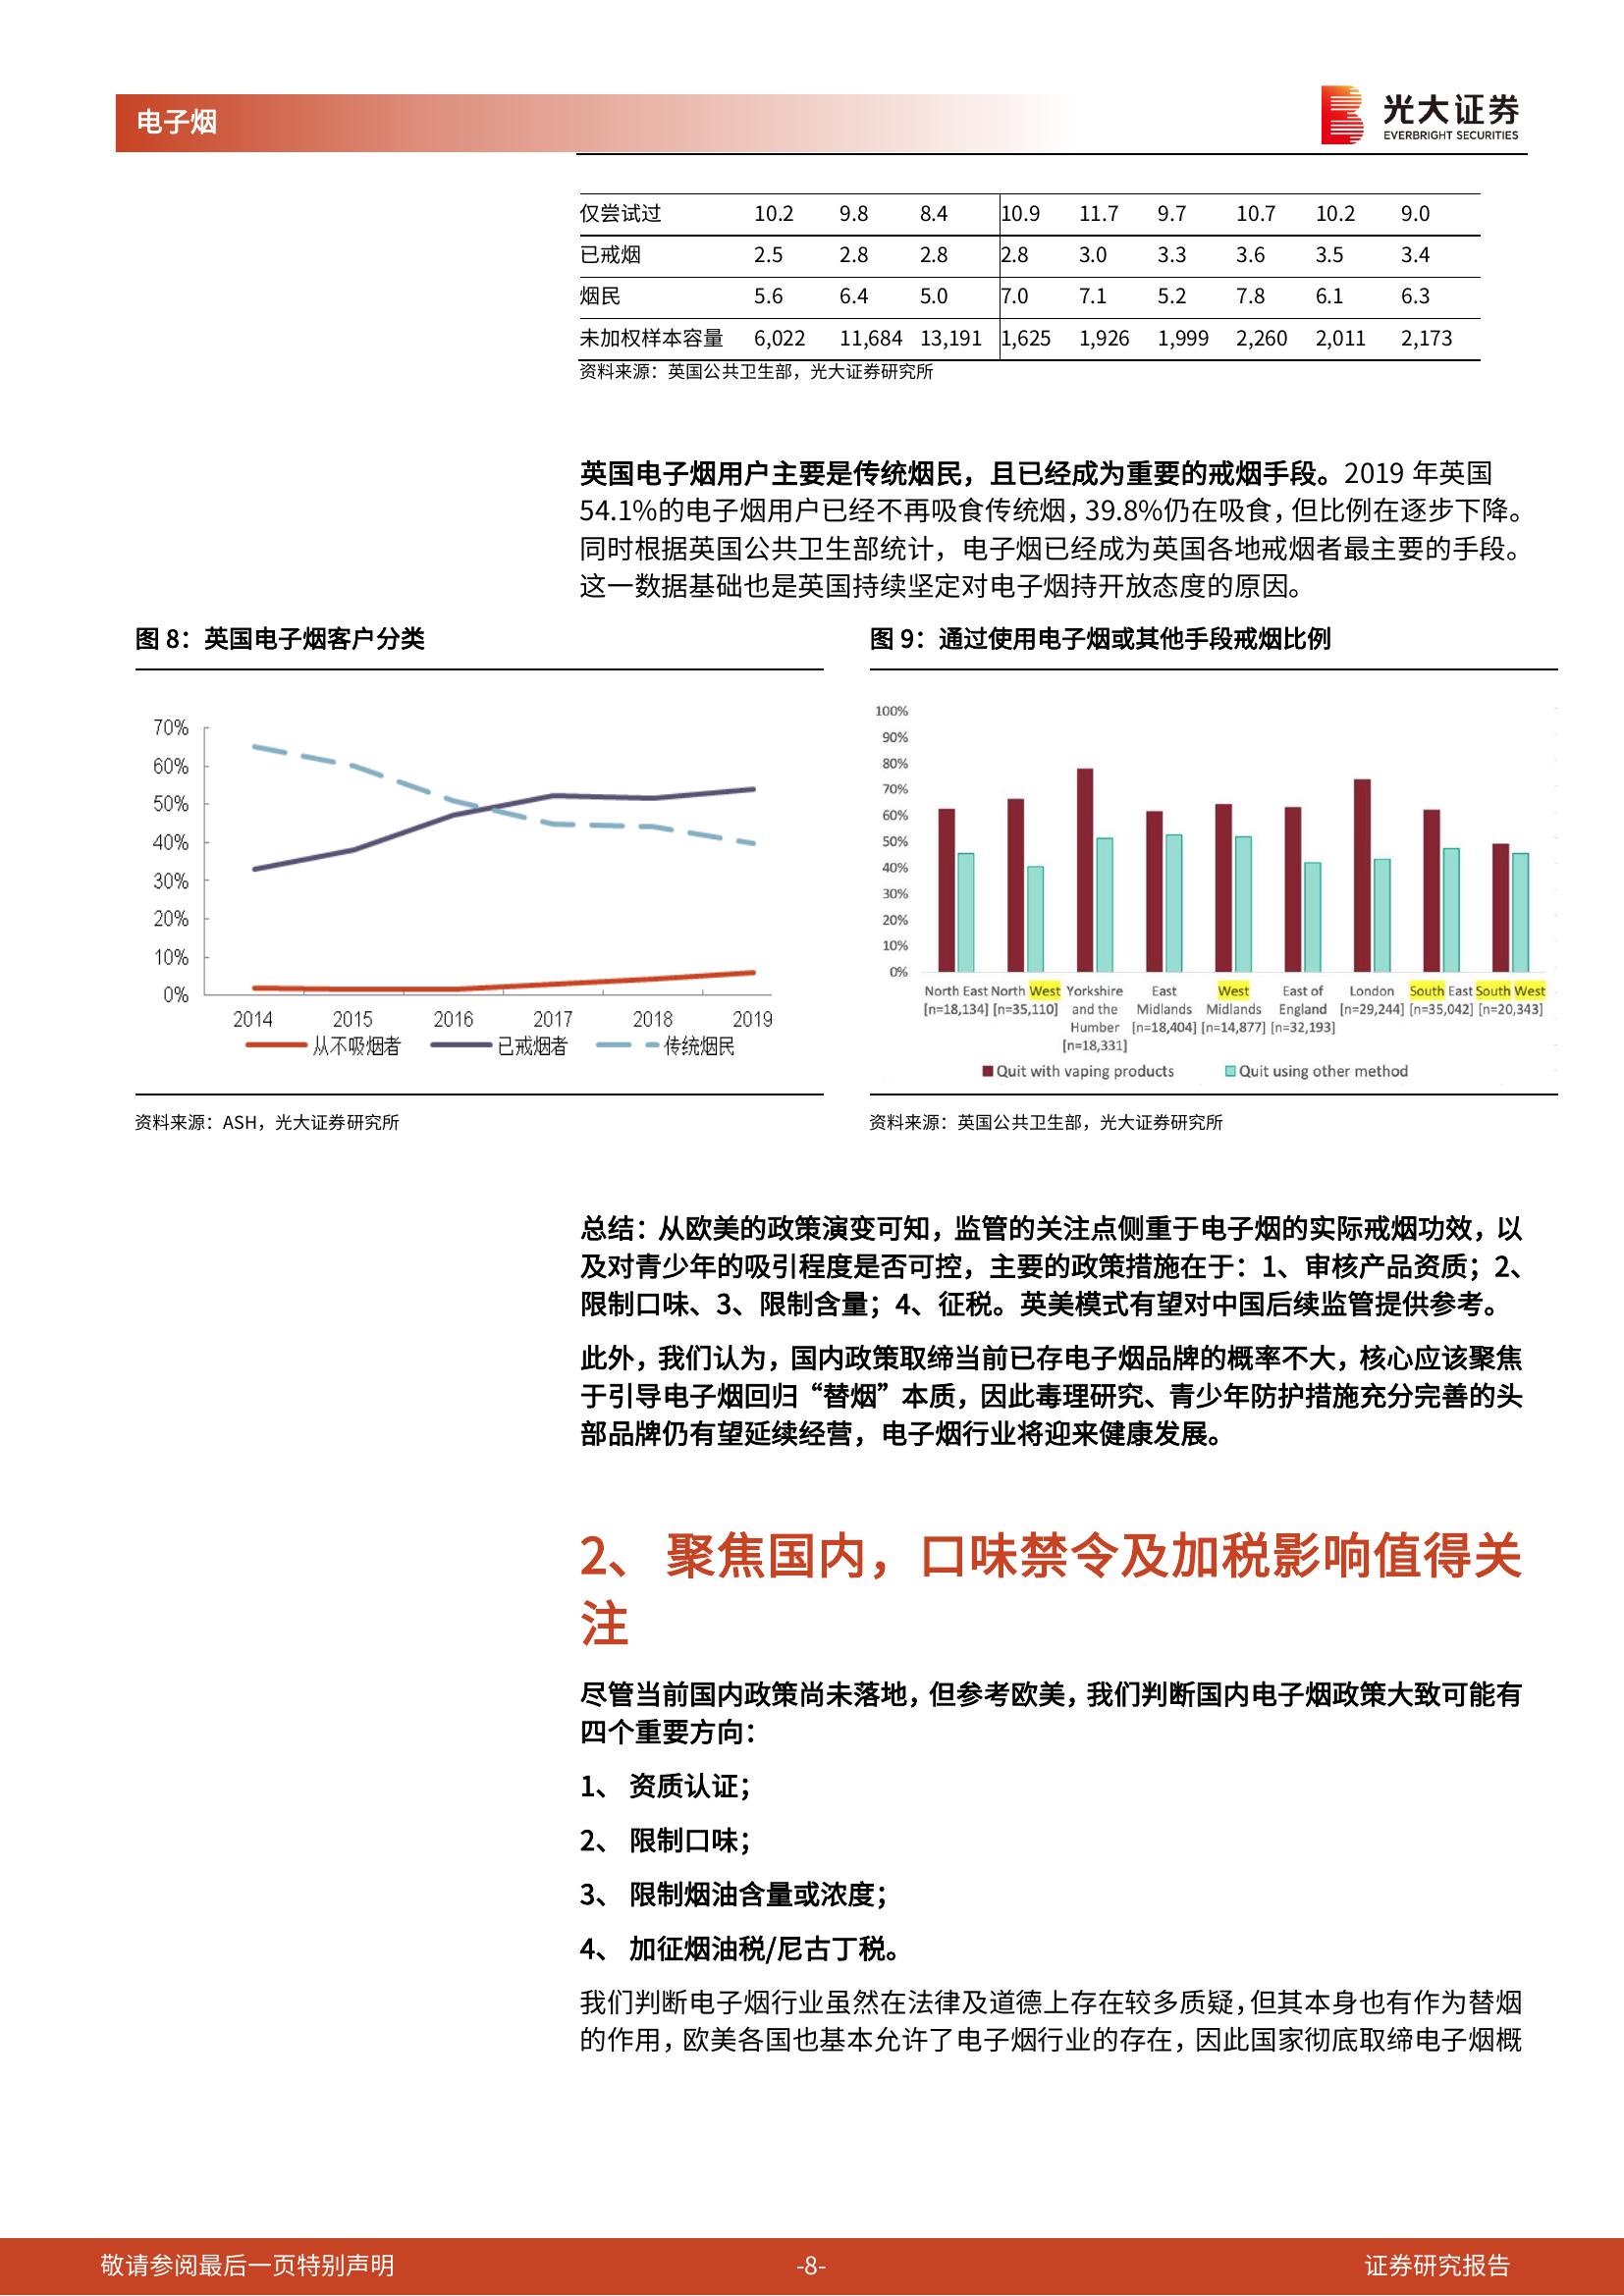 电子烟
光大证券
EVERBRIGHT SECURITIES
仅尝试过 10.2 9.8 8.4 10.9 11.7 9.7 10.7 10.2 9.0
已戒烟 2.5 2.8 2.8 2.8 3.0 3.3 3.6 3.5 3.4
烟民 5.6 6.4 5.0 7.0 7.1 5.2 7.8 6.1 6.3
未加权样本容量 6,022 11,684 13,191 1,625 1,926 1,999 2,260 2,011 2,173
资料来源：英国公共卫生部，光大证券研究所
英国电子烟用户主要是传统烟民，且已经成为重要的戒烟手段。2019 年英国
54.1%的电子烟用户已经不再吸食传统烟，39.8%仍在吸食，但比例在逐步下降。
同时根据英国公共卫生部统计，电子烟已经成为英国各地戒烟者最主要的手段。
这一数据基础也是英国持续坚定对电子烟持开放态度的原因。
图 8：英国电子烟客户分类
70%
60%
50%
40%
30%
20%
10%
0%
2014 2015 2016 2017 2018 2019
从不吸烟者 已戒烟者 传统烟民
资料来源：ASH，光大证券研究所
图 9：通过使用电子烟或其他手段戒烟比例
100%
90%
80%
70%
60%
50%
40%
30%
20%
10%
0%
North East North West Yorkshire East West East of London South East South West
[n=18,134] [n=35,110] and the Midlands Midlands England [n=29,244] [n=35,042] [n=20,343]
Humber [n=18,404] [n=14,877] [n=32,193]
[n=18,331]
Quit with vaping products Quit using other method
资料来源：英国公共卫生部，光大证券研究所
总结：从欧美的政策演变可知，监管的关注点侧重于电子烟的实际戒烟功效，以
及对青少年的吸引程度是否可控，主要的政策措施在于：1、审核产品资质；2、
限制口味、3、限制含量；4、征税。英美模式有望对中国后续监管提供参考。
此外，我们认为，国内政策取缔当前已存电子烟品牌的概率不大，核心应该聚焦
于引导电子烟回归“替烟”本质，因此毒理研究、青少年防护措施充分完善的头
部品牌仍有望延续经营，电子烟行业将迎来健康发展。
2、 聚焦国内，口味禁令及加税影响值得关
注
尽管当前国内政策尚未落地，但参考欧美，我们判断国内电子烟政策大致可能有
四个重要方向：
1、 资质认证；
2、 限制口味；
3、 限制烟油含量或浓度；
4、 加征烟油税/尼古丁税。
我们判断电子烟行业虽然在法律及道德上存在较多质疑，但其本身也有作为替烟
的作用，欧美各国也基本允许了电子烟行业的存在，因此国家彻底取缔电子烟概
敬请参阅最后一页特别声明 -8- 证券研究报告